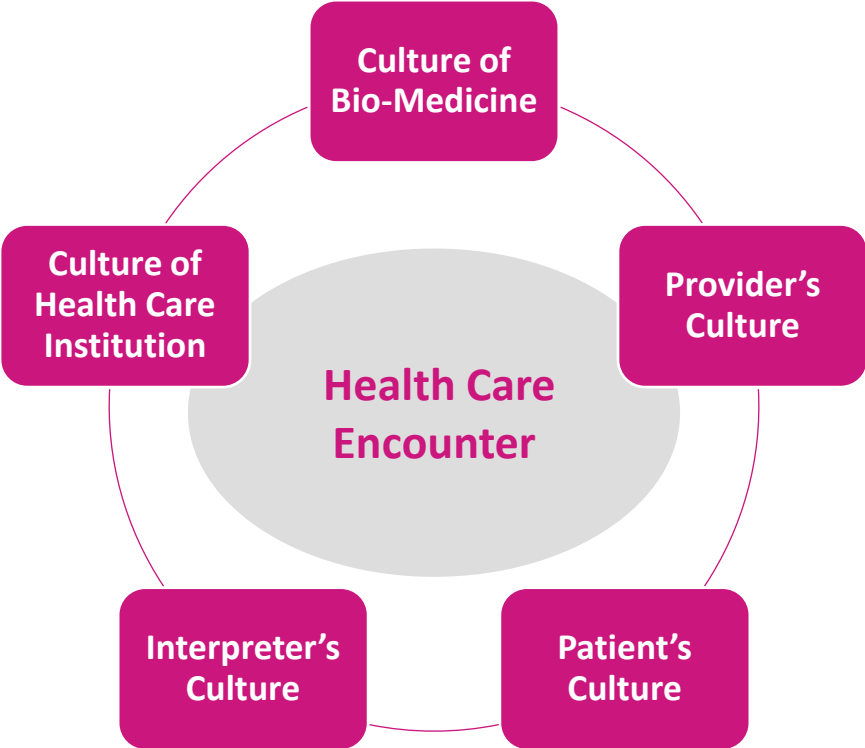 Culture of
Bio-Medicine
Culture of
Health Care
Institution
Provider’s
Culture
Health Care
Encounter
Interpreter’s
Culture
Patient’s
Culture